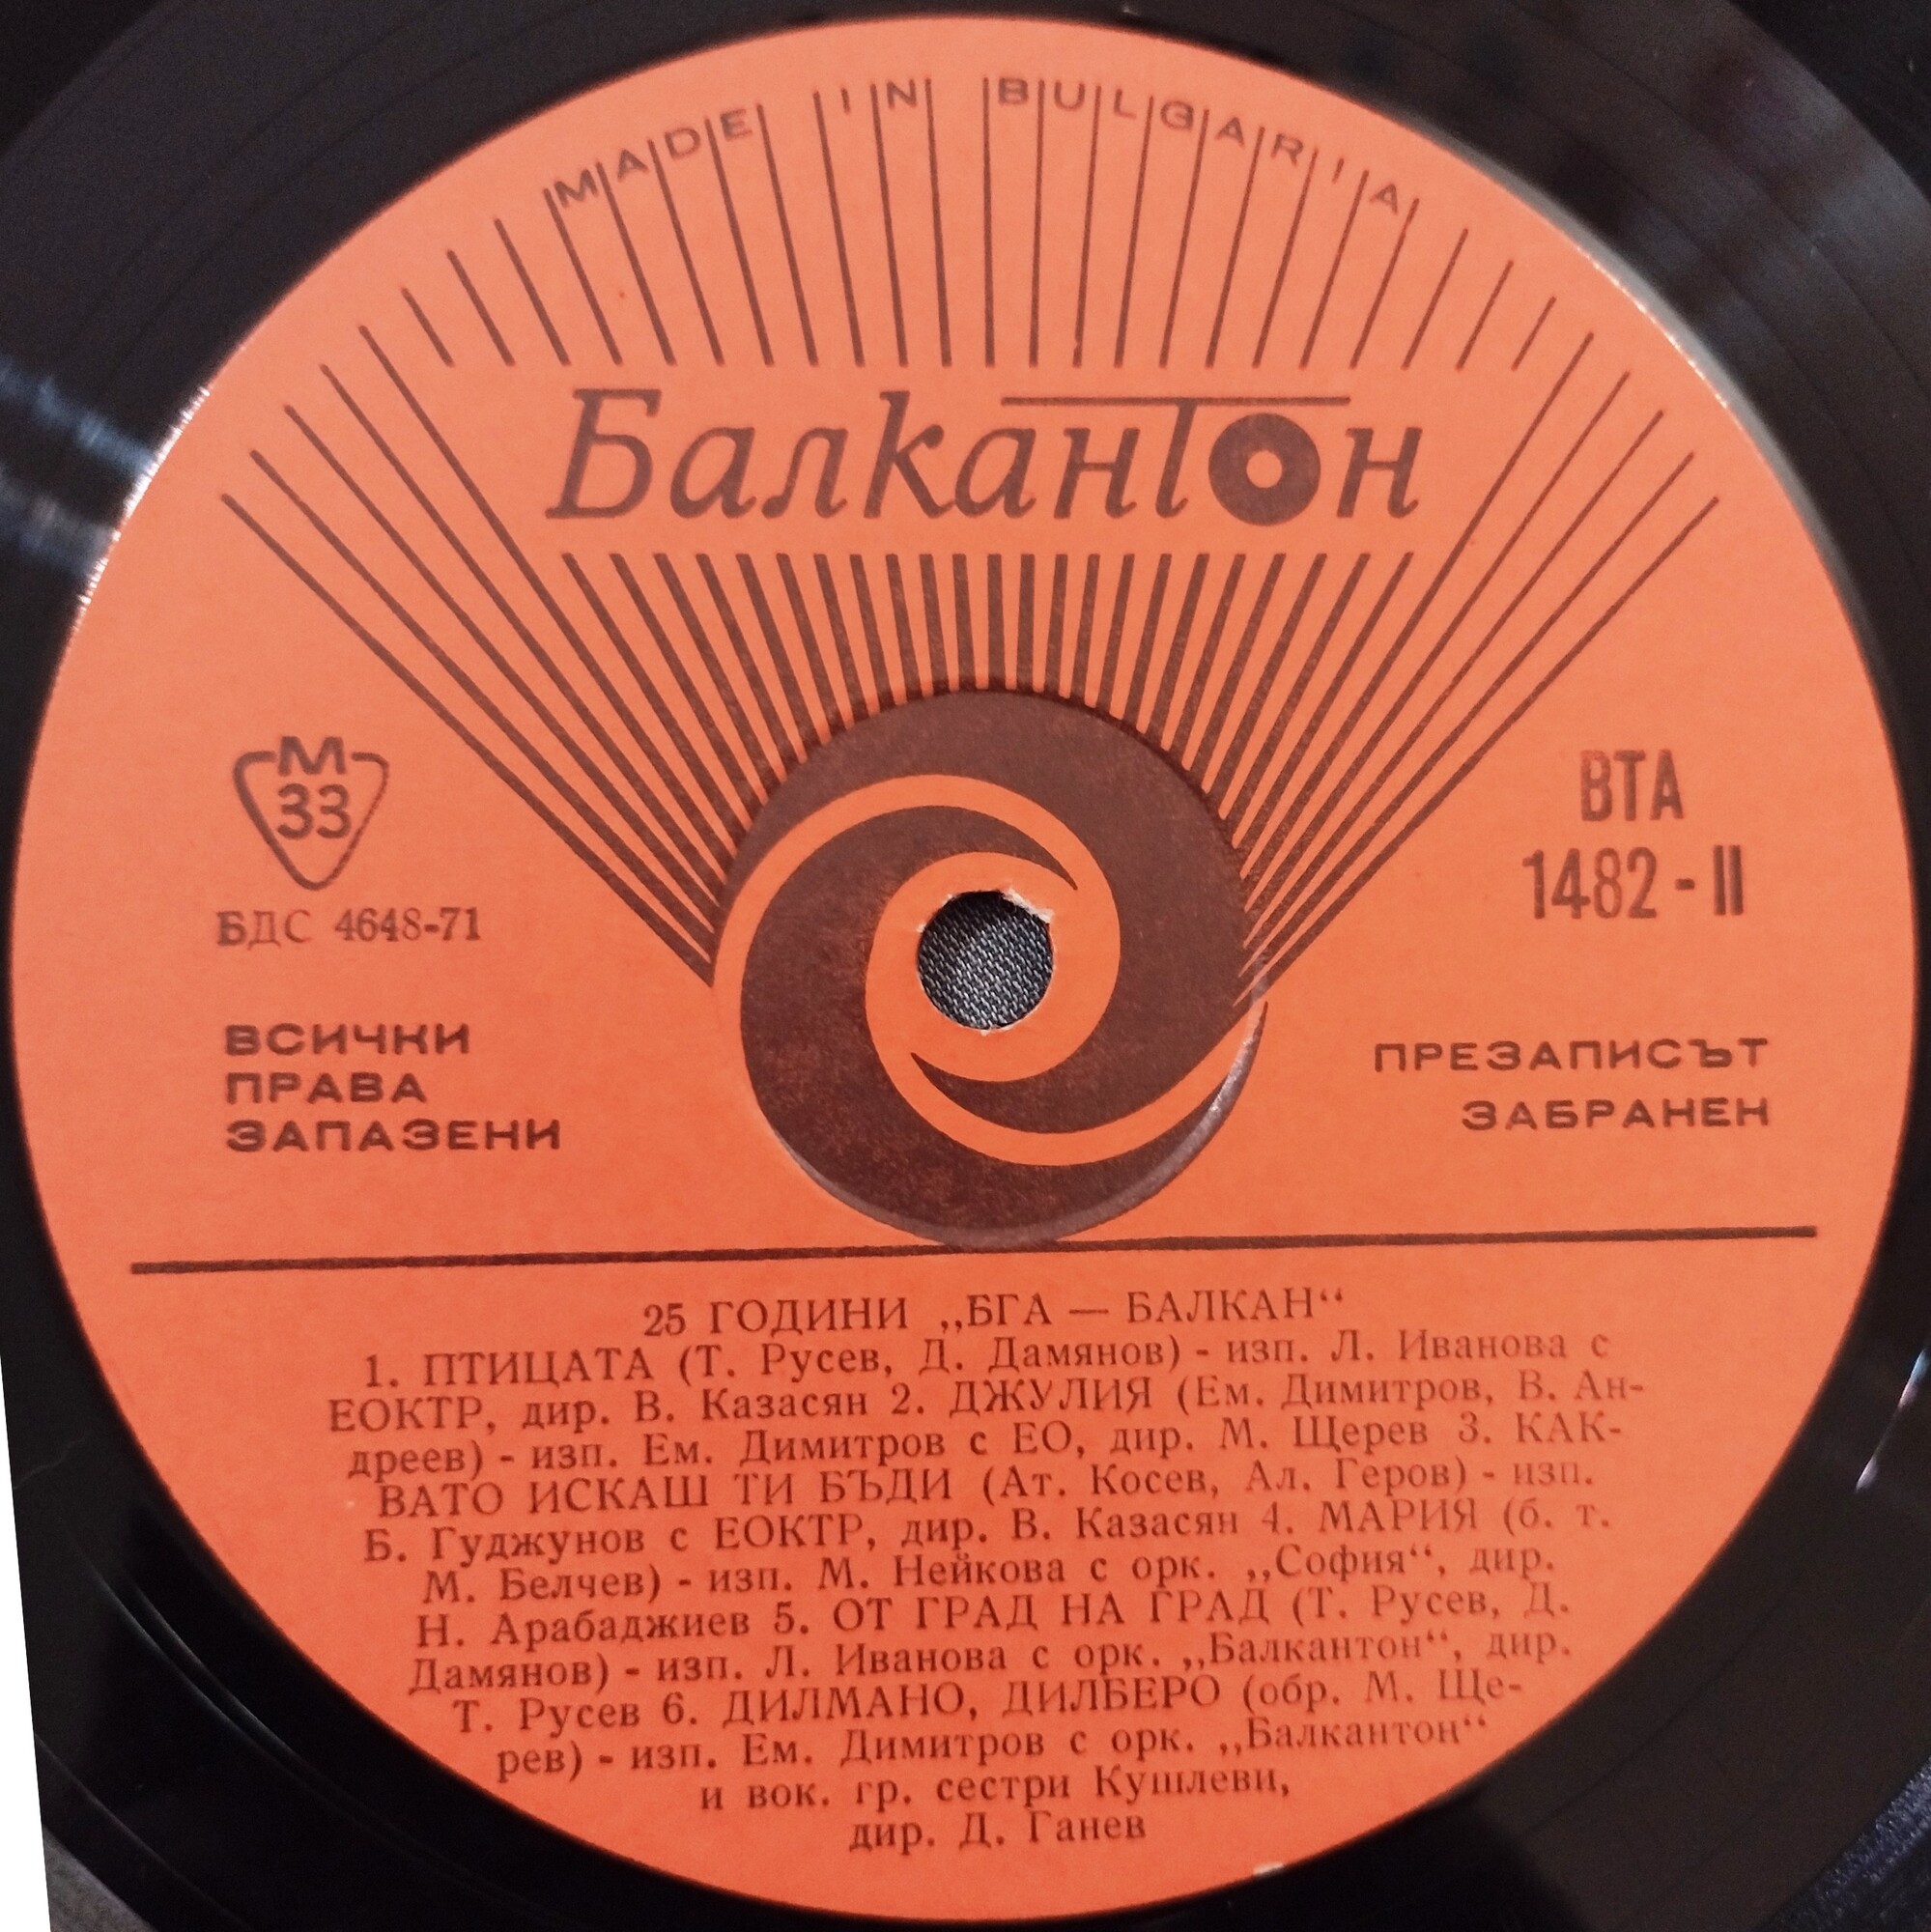 MADE IN BULGARIA
Балкантон
М
33
БДС 4648-71
ВТА
1482 - II
ВСИЧКИ
ПРАВА
ЗАПАЗЕНИ
ПРЕЗАПИСЪТ
ЗАБРАНЕН
25 ГОДИНИ „БГА — БАЛКАН“
1. ПТИЦАТА (Т. Русев, Д. Дамянов) - изп. Л. Иванова с
ЕОКТР, дир. В. Казасян 2. ДЖУЛИЯ (Ем. Димитров, В. Ан-
дреев) - изп. Ем. Димитров с ЕО, дир. М. Щерев 3. КАК-
ВАТО ИСКАШ ТИ БЪДИ (Ат. Косев, Ал. Геров) - изп.
Б. Гуджунов с ЕОКТР, дир. В. Казасян 4. МАРИЯ (б. т.
М. Белчев) - изп. М. Нейкова с орк. „София“, дир.
Н. Арабаджиев 5. ОТ ГРАД НА ГРАД (Т. Русев, Д.
Дамянов) - изп. Л. Иванова с орк. „Балкантон“, дир.
Т. Русев 6. ДИЛМАНО, ДИЛБЕРО (обр. М. Ще-
рев) - изп. Ем. Димитров с орк. „Балкантон“
и вок. гр. сестри Кушлеви,
дир. Д. Ганев